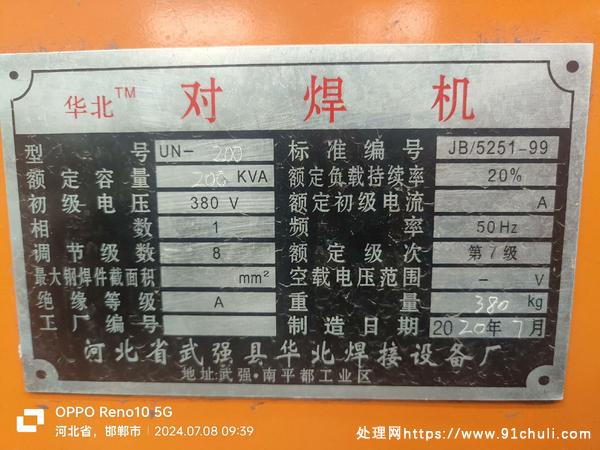 华北™ 对焊机
型号 UN-200 标准编号 JB/5251-99
额定容量 200 KVA 额定负载持续率 20%
初级电压 380 V 额定初级电流 A
相数 1 频率 50Hz
调节级数 8 额定级次 第7级
最大钢焊件截面积 mm² 空载电压范围 - V
绝缘等级 A 重量 380 kg
工厂编号 制造日期 2020年7月
河北省武强县华北焊接设备厂
地址:武强·南平都工业区
OPPO Reno10 5G
河北省，邯郸市 | 2024.07.08 09:39
处理网https://www.91chuli.com